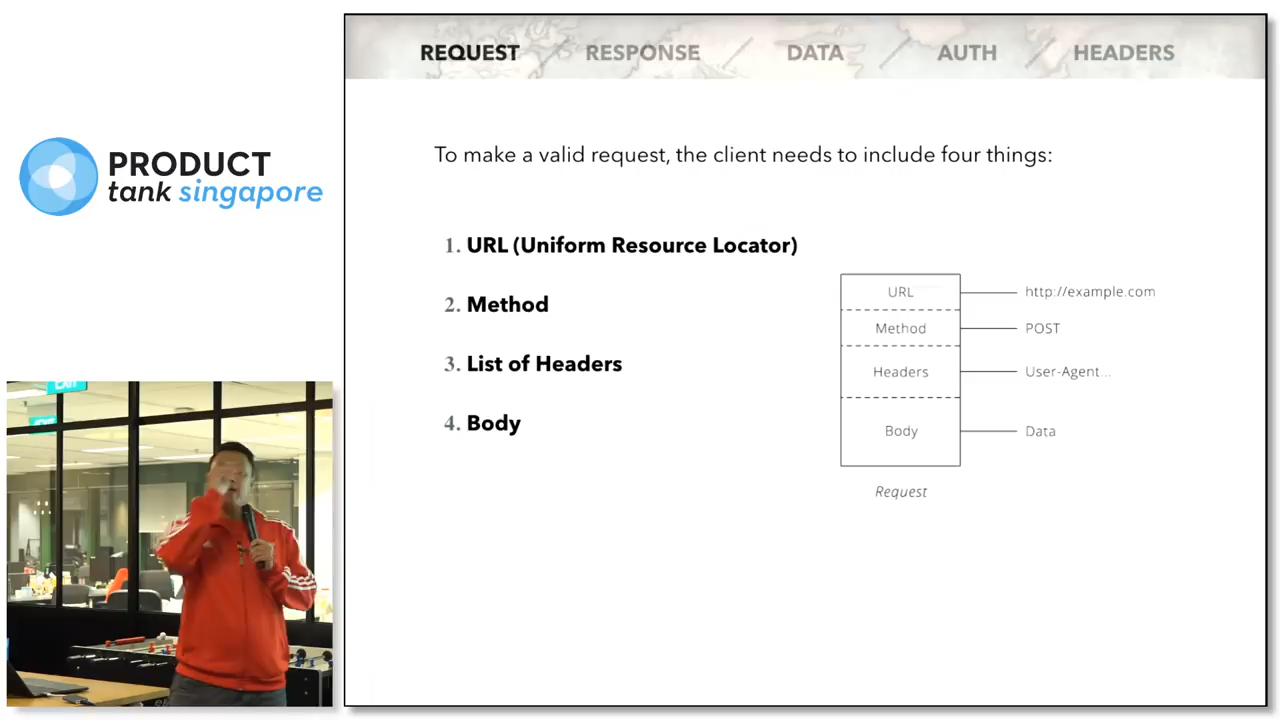 REQUEST / RESPONSE / DATA / AUTH / HEADERS
PRODUCT
tank singapore
To make a valid request, the client needs to include four things:
1. URL (Uniform Resource Locator)
2. Method
3. List of Headers
4. Body
URL
http://example.com
Method
POST
Headers
User-Agent...
Body
Data
Request
EXIT